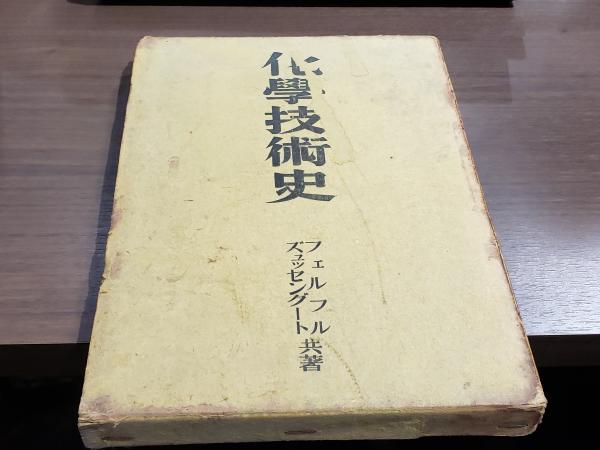 化學技術史
フェルフル
ズュッセングート
共著